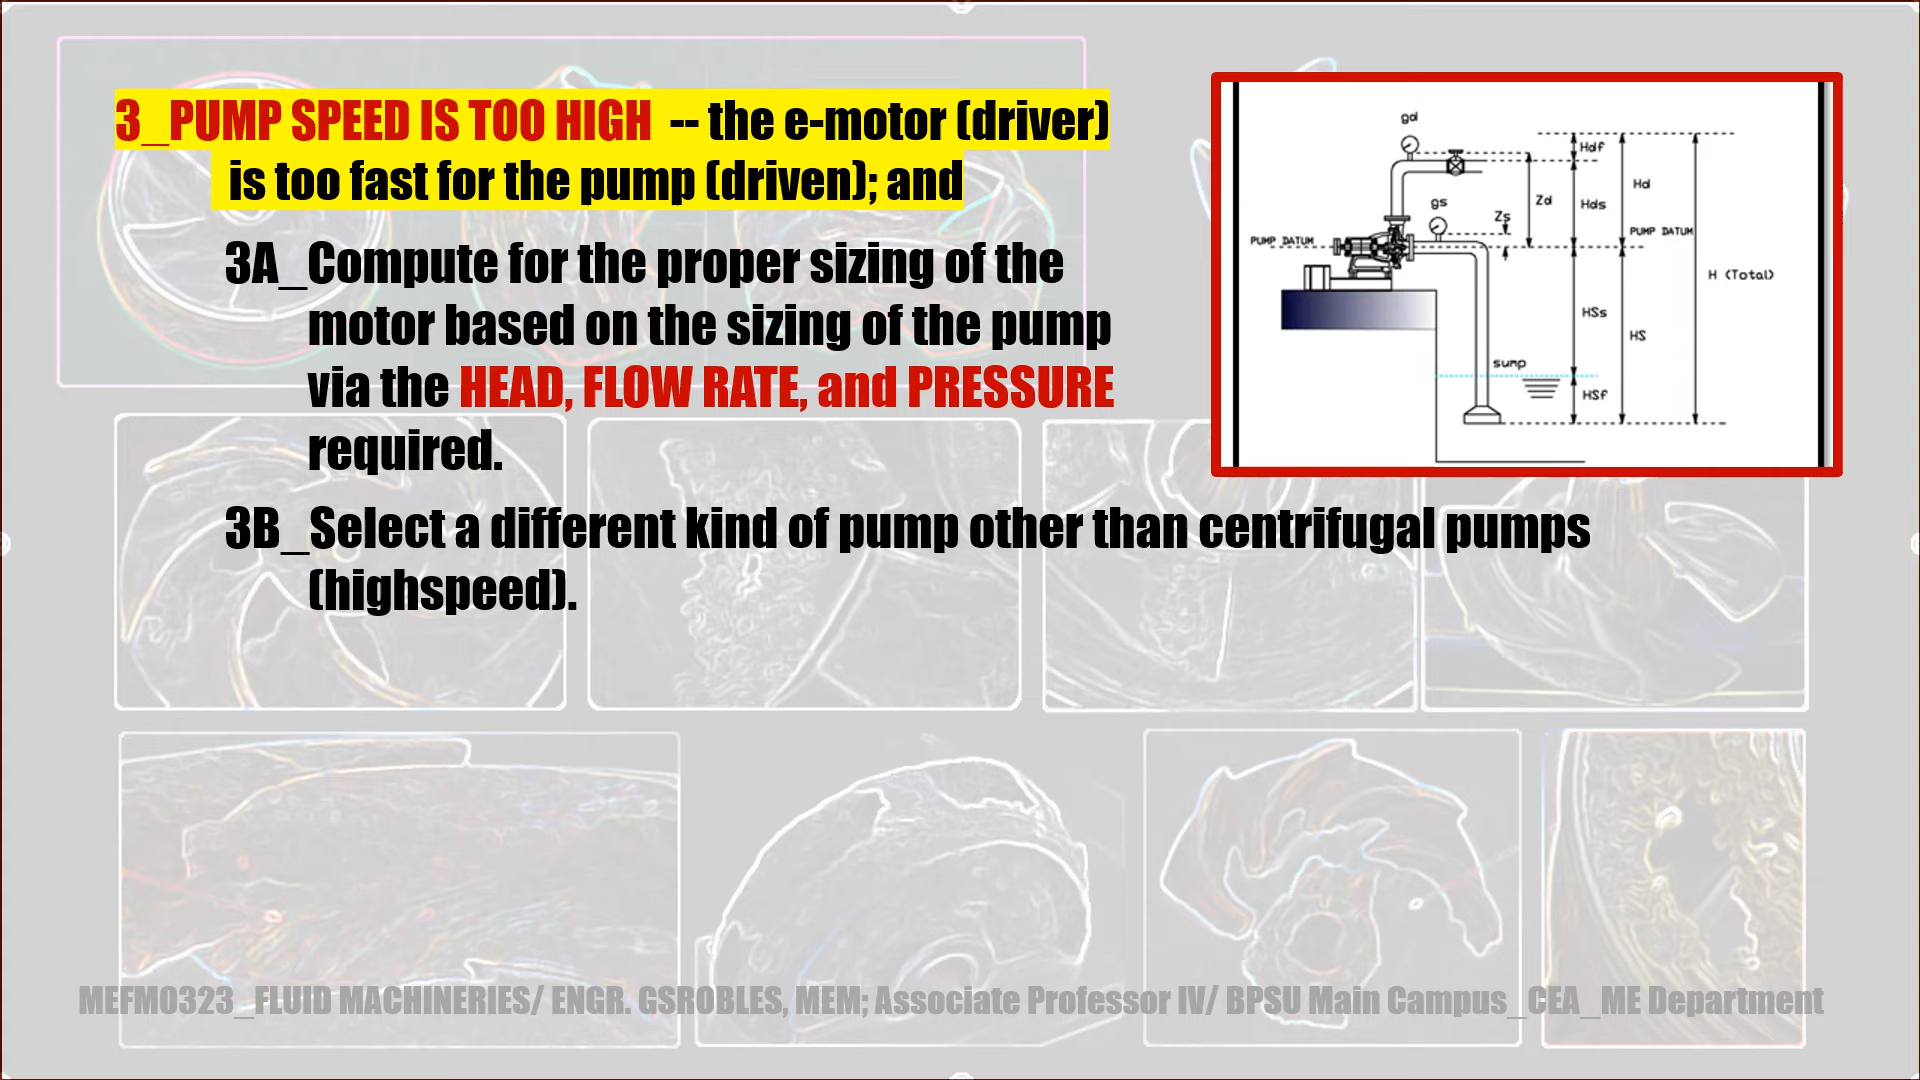 3_PUMP SPEED IS TOO HIGH -- the e-motor (driver)
is too fast for the pump (driven); and
3A_Compute for the proper sizing of the
motor based on the sizing of the pump
via the HEAD, FLOW RATE, and PRESSURE
required.
3B_Select a different kind of pump other than centrifugal pumps
(highspeed).
gd
Hdf
Hd
Zd
Hds
gs
Zs
PUMP DATUM
PUMP DATUM
H (Total)
HSs
HS
sump
HSf
MEFM0323_FLUID MACHINERIES/ ENGR. GSROBLES, MEM; Associate Professor IV/ BPSU Main Campus_CEA_ME Department